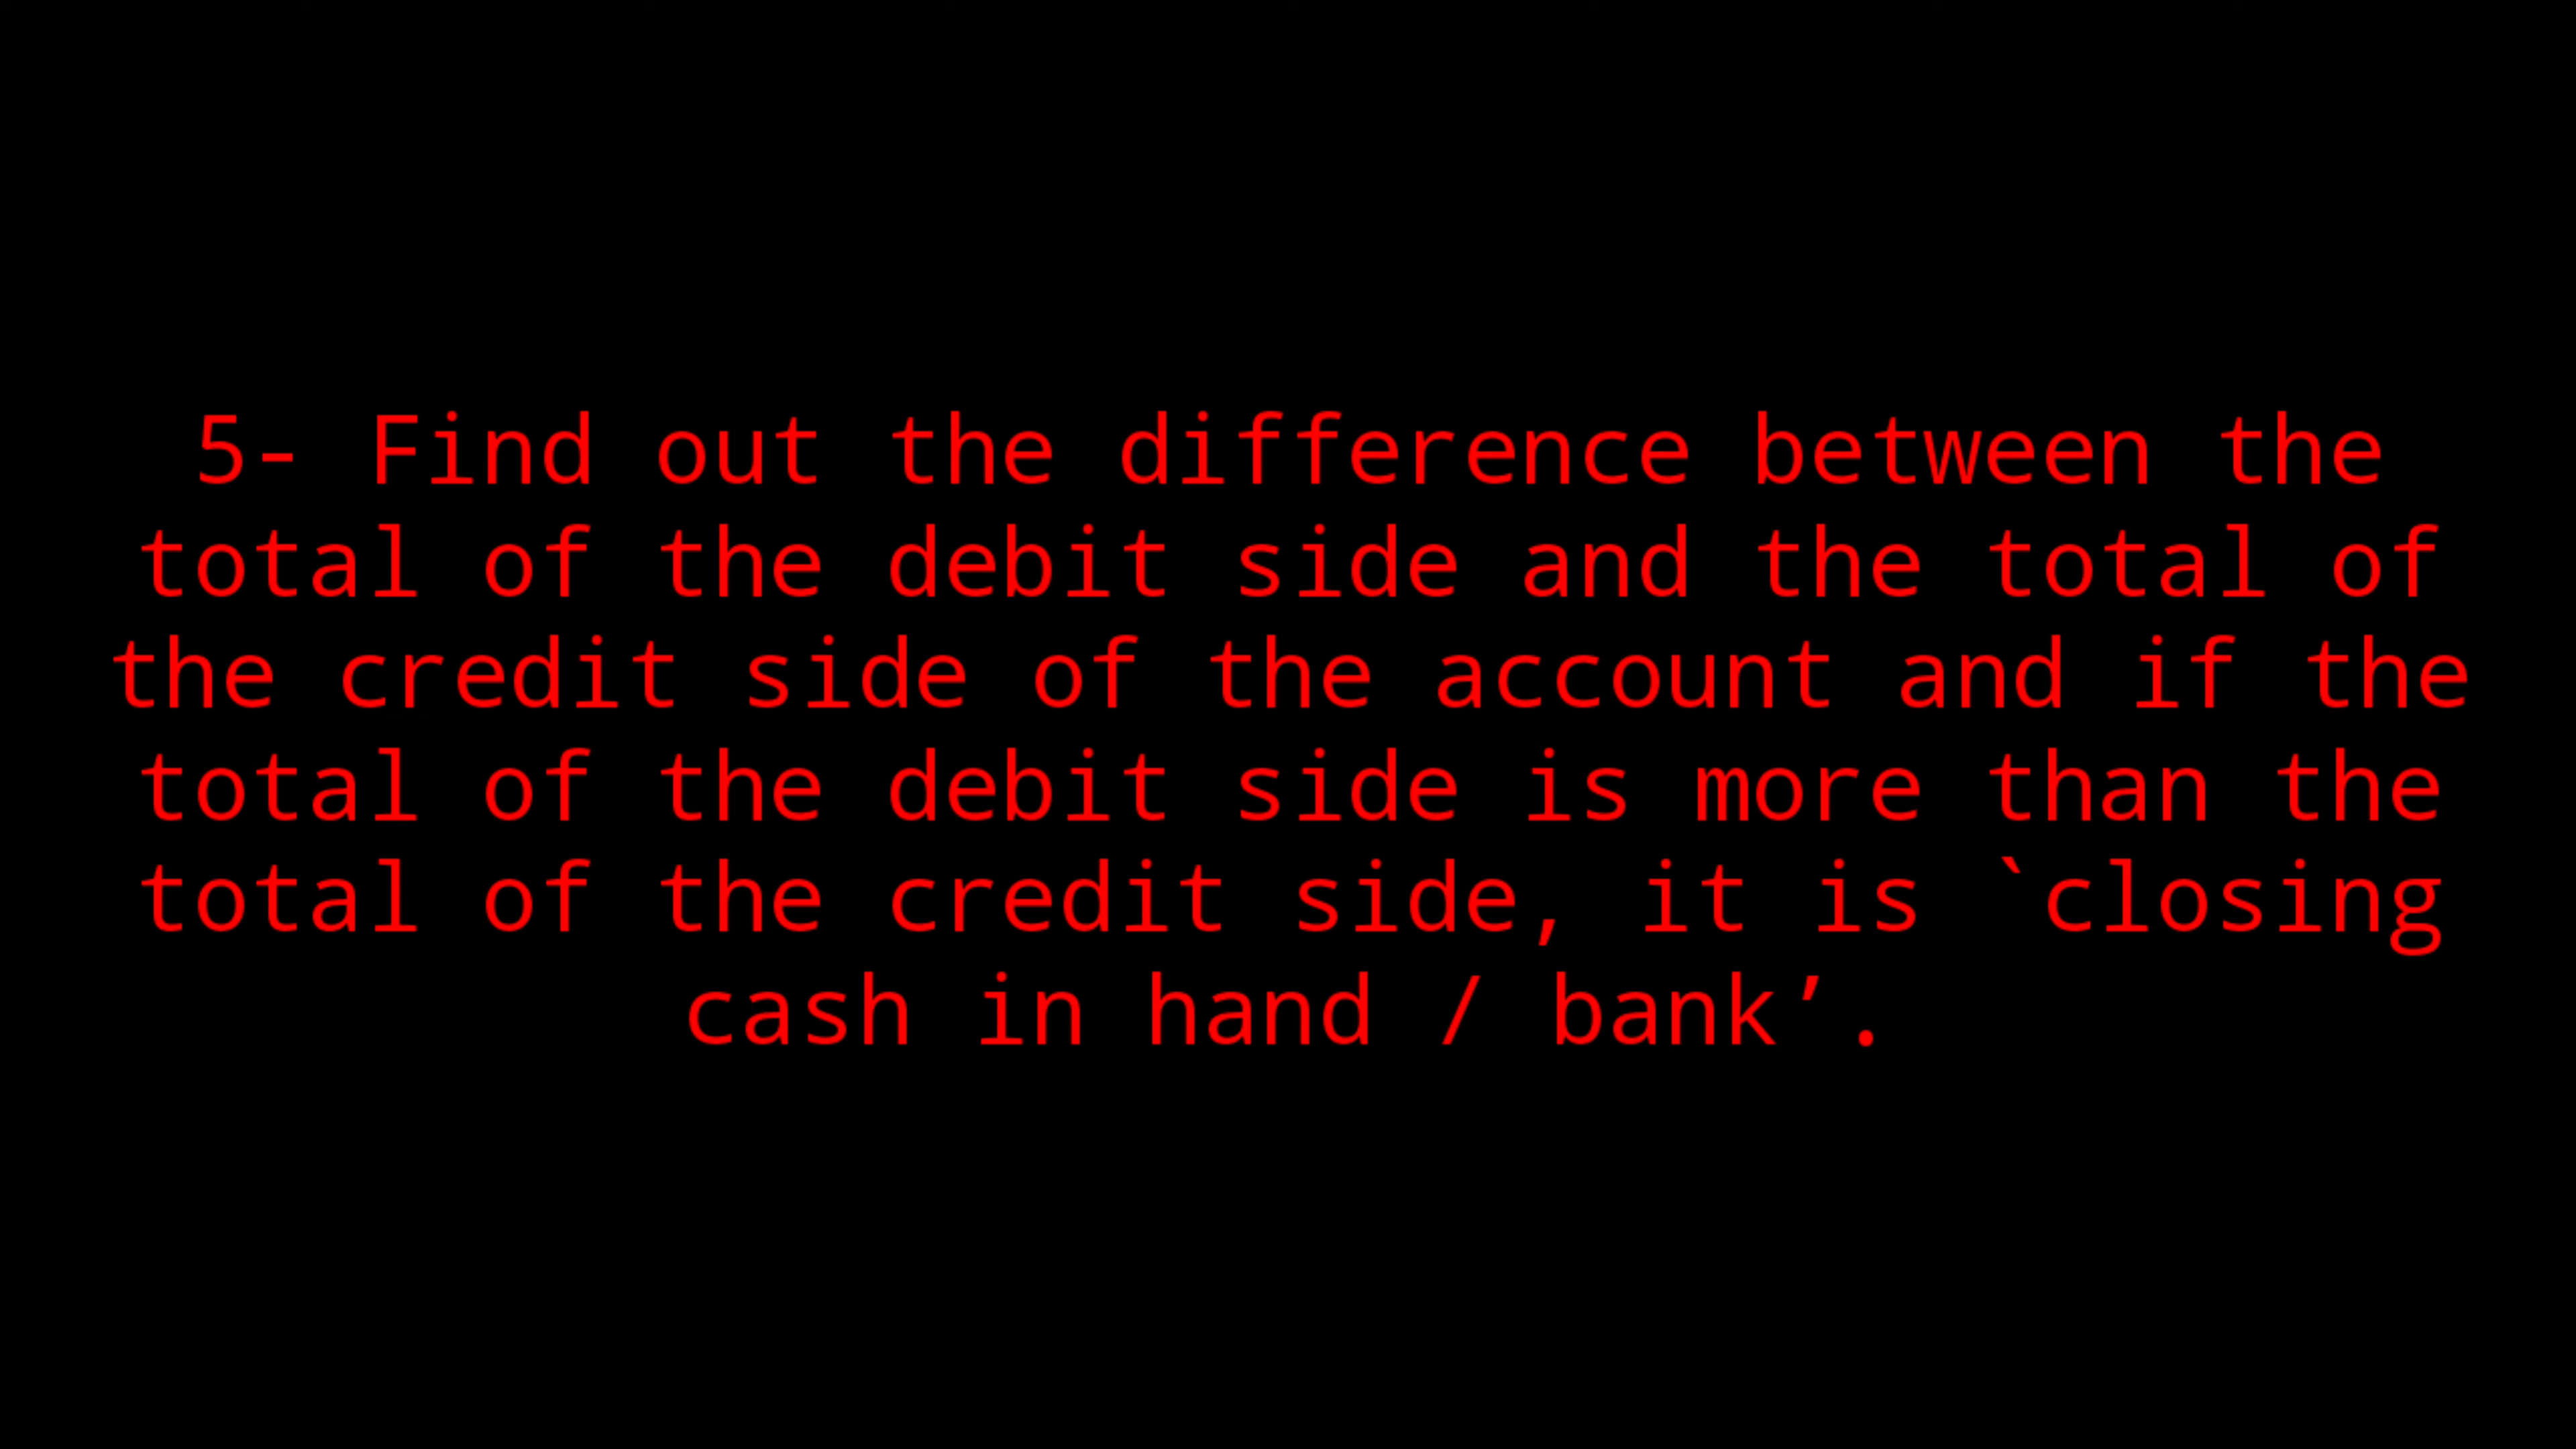 5- Find out the difference between the
total of the debit side and the total of
the credit side of the account and if the
total of the debit side is more than the
total of the credit side, it is `closing
cash in hand / bank’.